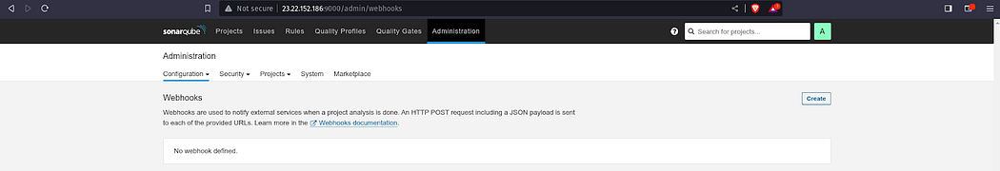 Not secure 23.22.152.186:9000/admin/webhooks
sonarqube Projects Issues Rules Quality Profiles Quality Gates Administration Search for projects... A
Administration
Configuration Security Projects System Marketplace
Webhooks Create
Webhooks are used to notify external services when a project analysis is done. An HTTP POST request including a JSON payload is sent
to each of the provided URLs. Learn more in the Webhooks documentation.
No webhook defined.